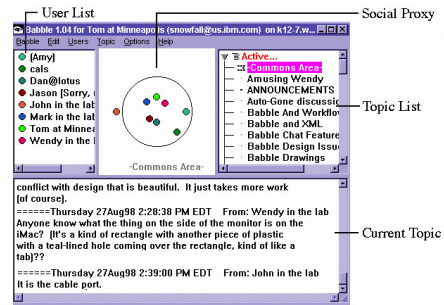 User List
Social Proxy
Babble 1.04 for Tom at Minneapolis (snowfall@us.ibm.com) on k12-7.w...
Babble Edit Users Topic Options Help
(Amy)
cals
Dan@lotus
Jason (Sorry,
John in the lab
Mark in the lab
Tom at Minnea
Wendy in the l
-Commons Area-
Active...
-Commons Area-
Amusing Wendy
ANNOUNCEMENTS
Auto-Gone discussio
Babble And Workflow
Babble and XML
Babble Chat Feature
Babble Design Issue
Babble Drawings
Topic List
conflict with design that is beautiful. It just takes more work
(of course).
======Thursday 27Aug98 2:28:38 PM EDT From: Wendy in the lab
Anyone know what the thing on the side of the monitor is on the
iMac? (It's a kind of rectangle with another piece of plastic
with a teal-lined hole coming over the rectangle, kind of like a
tab)??
======Thursday 27Aug98 2:39:00 PM EDT From: John in the lab
It is the cable port.
Current Topic